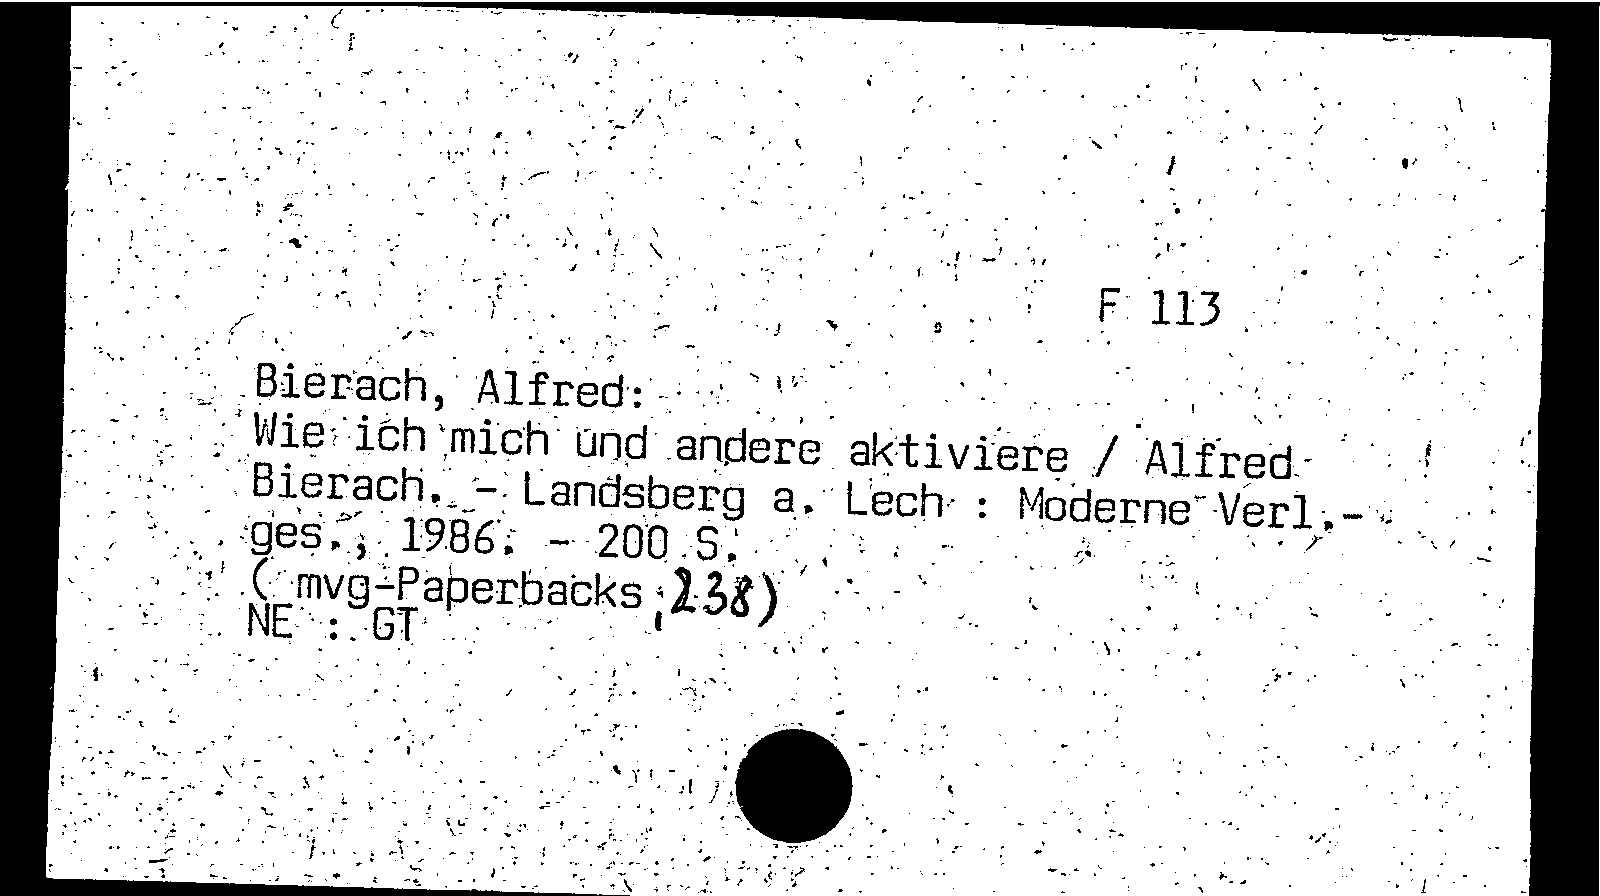 F 113
Bierach, Alfred:
Wie ich mich und andere aktiviere / Alfred
Bierach. - Landsberg a. Lech : Moderne Verl.-
ges., 1986. - 200 S.
( mvg-Paperbacks ,238)
NE : GT